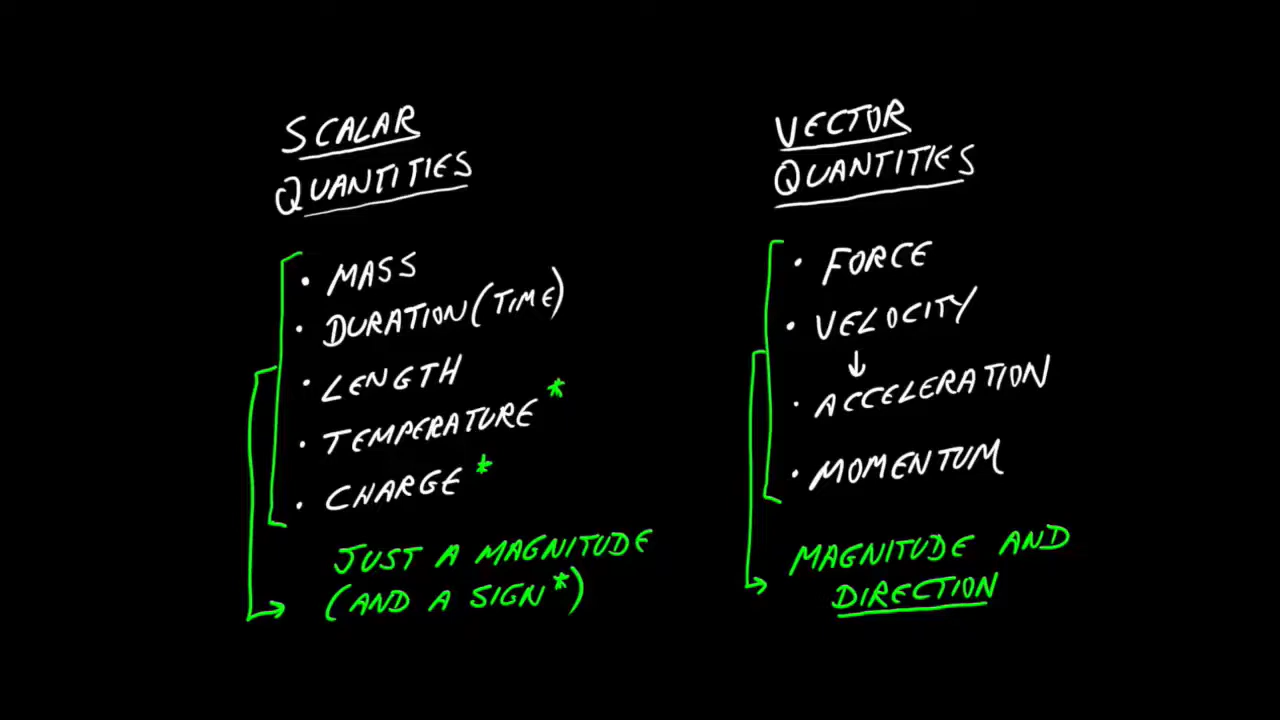 SCALAR
QUANTITIES
• MASS
• DURATION (TIME)
• LENGTH
• TEMPERATURE*
• CHARGE*
JUST A MAGNITUDE
(AND A SIGN*)
VECTOR
QUANTITIES
• FORCE
• VELOCITY
↓
• ACCELERATION
• MOMENTUM
MAGNITUDE AND
DIRECTION